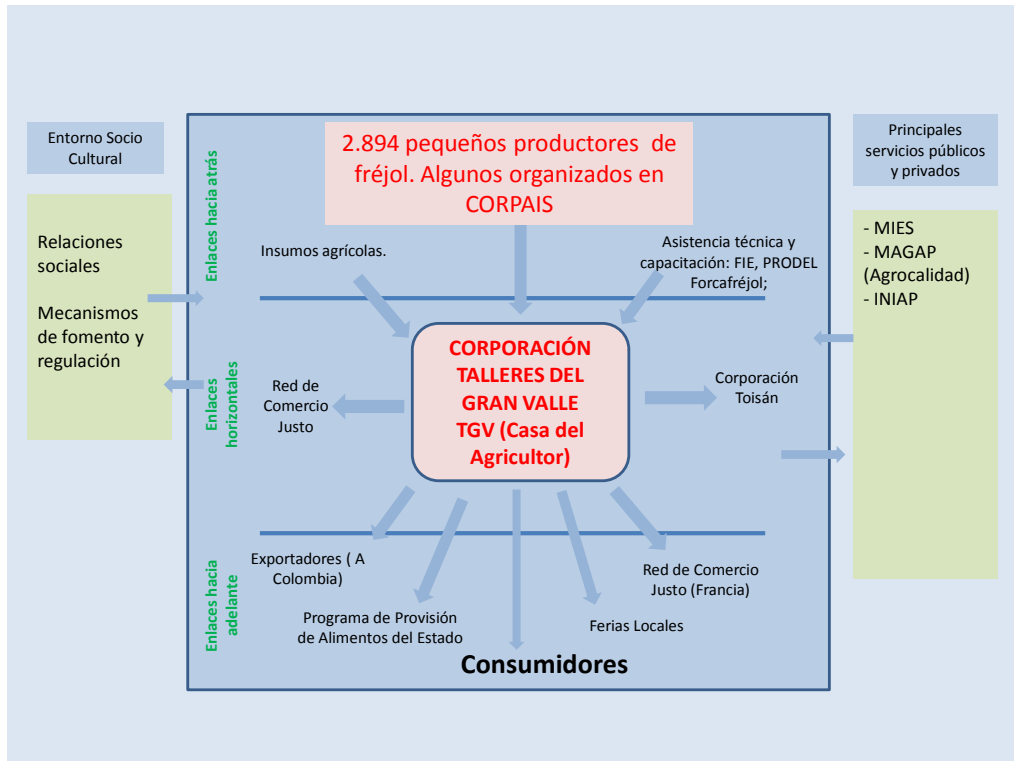 Entorno Socio
Cultural
Relaciones
sociales
Mecanismos
de fomento y
regulación
Enlaces hacia atrás
2.894 pequeños productores de
fréjol. Algunos organizados en
CORPAIS
Insumos agrícolas.
Asistencia técnica y
capacitación: FIE, PRODEL
Forcafréjol;
Enlaces
horizontales
Red de
Comercio
Justo
CORPORACIÓN
TALLERES DEL
GRAN VALLE
TGV (Casa del
Agricultor)
Corporación
Toisán
Enlaces hacia
adelante
Exportadores ( A
Colombia)
Programa de Provisión
de Alimentos del Estado
Consumidores
Ferias Locales
Red de Comercio
Justo (Francia)
Principales
servicios públicos
y privados
- MIES
- MAGAP
(Agrocalidad)
- INIAP